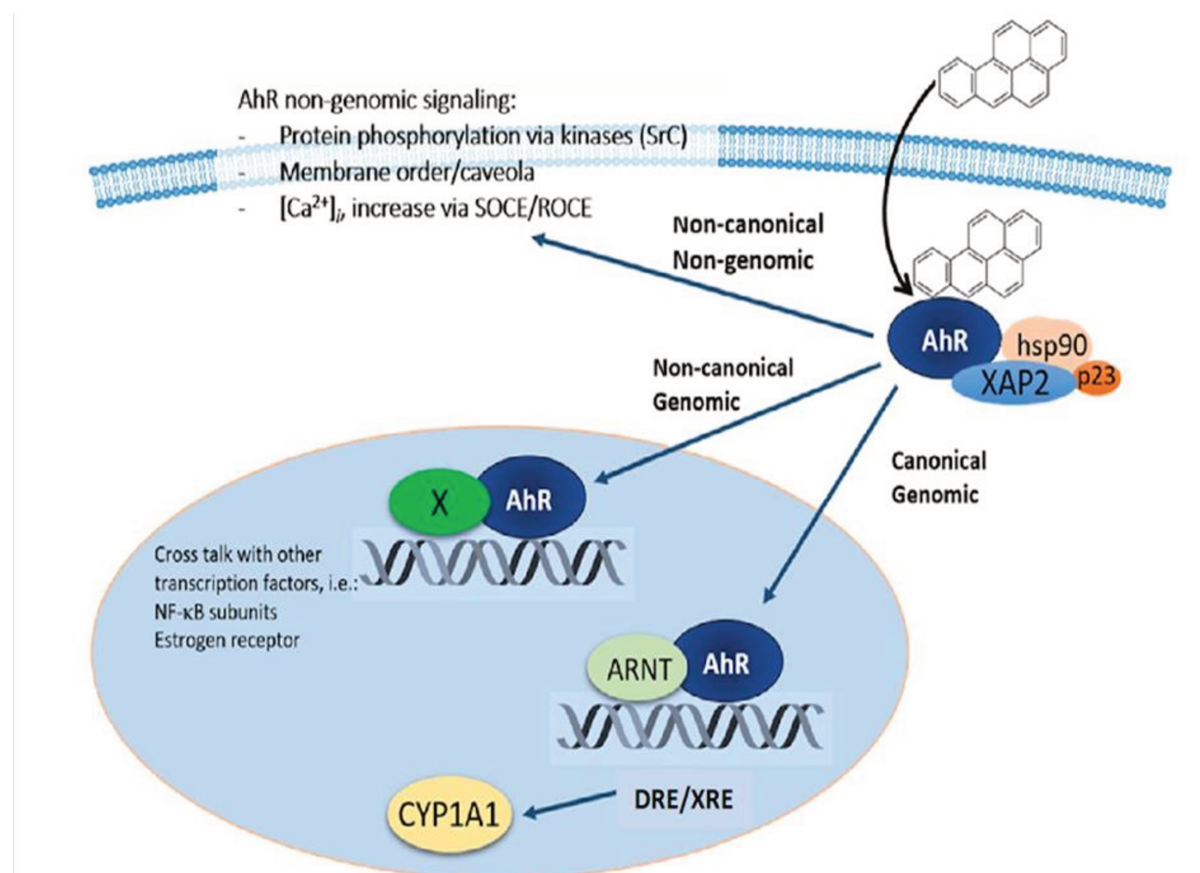 AhR non-genomic signaling:
- Protein phosphorylation via kinases (SrC)
- Membrane order/caveola
- [Ca²⁺]ᵢ, increase via SOCE/ROCE
Non-canonical
Non-genomic
AhR
hsp90
XAP2
p23
Non-canonical
Genomic
Canonical
Genomic
X
AhR
Cross talk with other
transcription factors, i.e.:
NF-κB subunits
Estrogen receptor
ARNT
AhR
DRE/XRE
CYP1A1